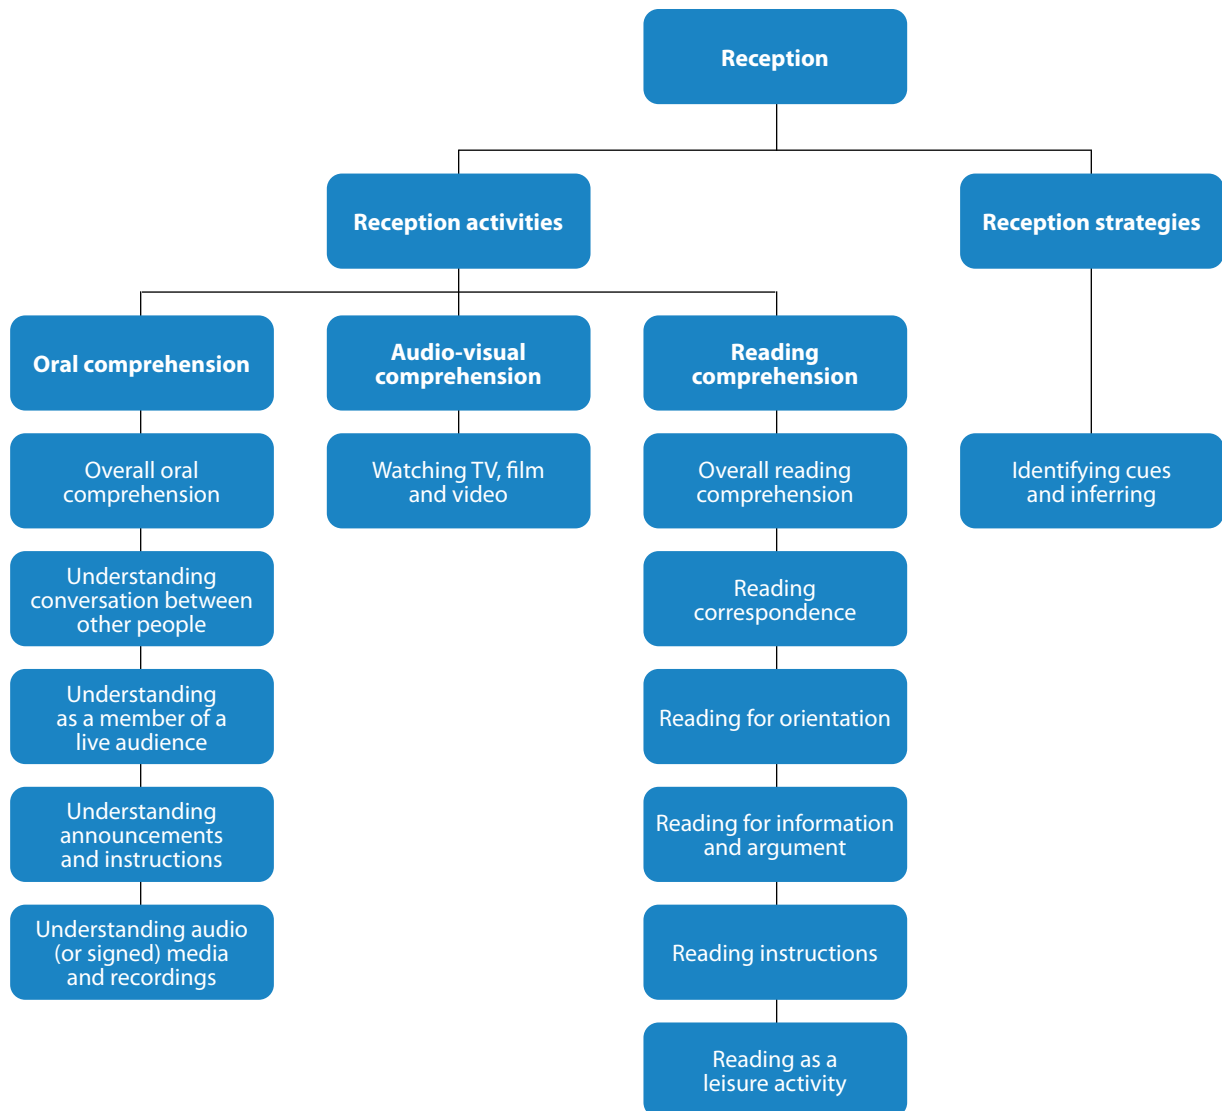 Reception
Reception activities
Reception strategies
Oral comprehension
Audio-visual
comprehension
Reading
comprehension
Overall oral
comprehension
Watching TV, film
and video
Overall reading
comprehension
Identifying cues
and inferring
Understanding
conversation between
other people
Reading
correspondence
Understanding
as a member of a
live audience
Reading for orientation
Understanding
announcements
and instructions
Reading for information
and argument
Understanding audio
(or signed) media
and recordings
Reading instructions
Reading as a
leisure activity